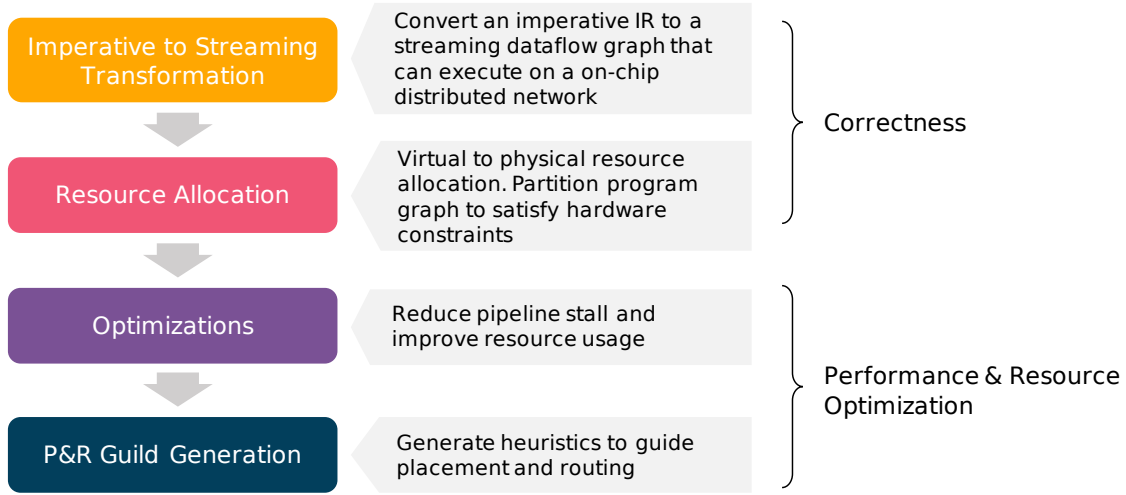 Imperative to Streaming
Transformation
Convert an imperative IR to a
streaming dataflow graph that
can execute on a on-chip
distributed network
Correctness
Resource Allocation
Virtual to physical resource
allocation. Partition program
graph to satisfy hardware
constraints
Optimizations
Reduce pipeline stall and
improve resource usage
Performance & Resource
Optimization
P&R Guild Generation
Generate heuristics to guide
placement and routing